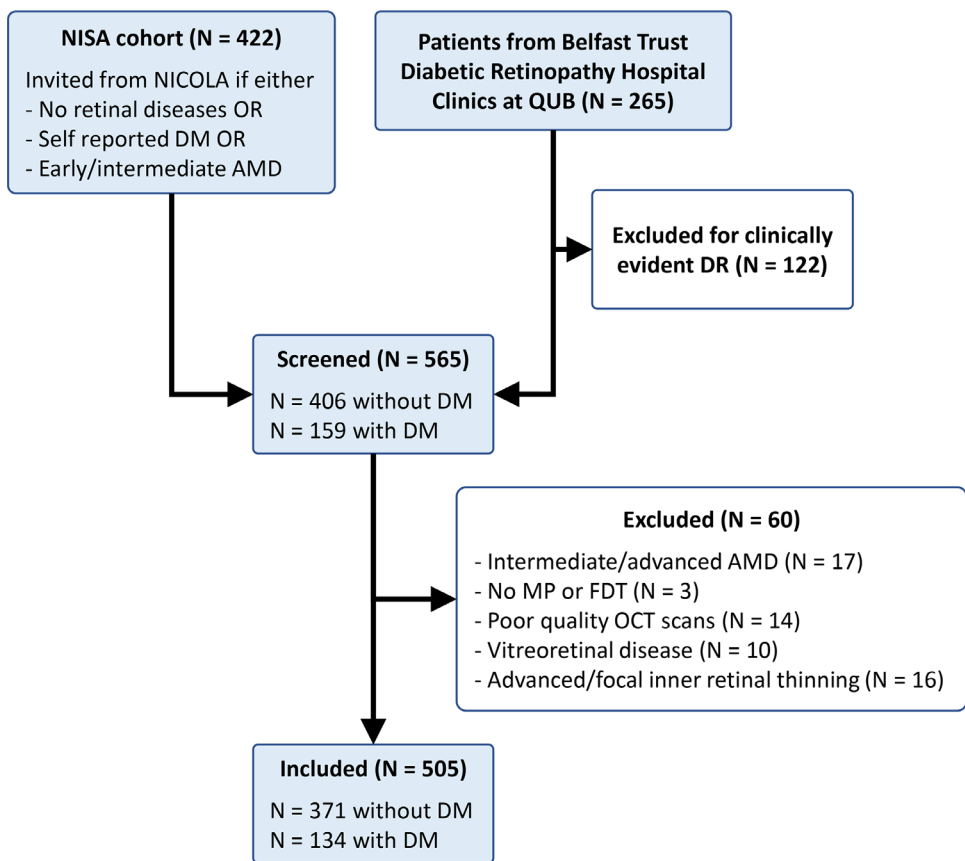 NISA cohort (N = 422)
Invited from NICOLA if either
- No retinal diseases OR
- Self reported DM OR
- Early/intermediate AMD
Patients from Belfast Trust
Diabetic Retinopathy Hospital
Clinics at QUB (N = 265)
Excluded for clinically
evident DR (N = 122)
Screened (N = 565)
N = 406 without DM
N = 159 with DM
Excluded (N = 60)
- Intermediate/advanced AMD (N = 17)
- No MP or FDT (N = 3)
- Poor quality OCT scans (N = 14)
- Vitreoretinal disease (N = 10)
- Advanced/focal inner retinal thinning (N = 16)
Included (N = 505)
N = 371 without DM
N = 134 with DM